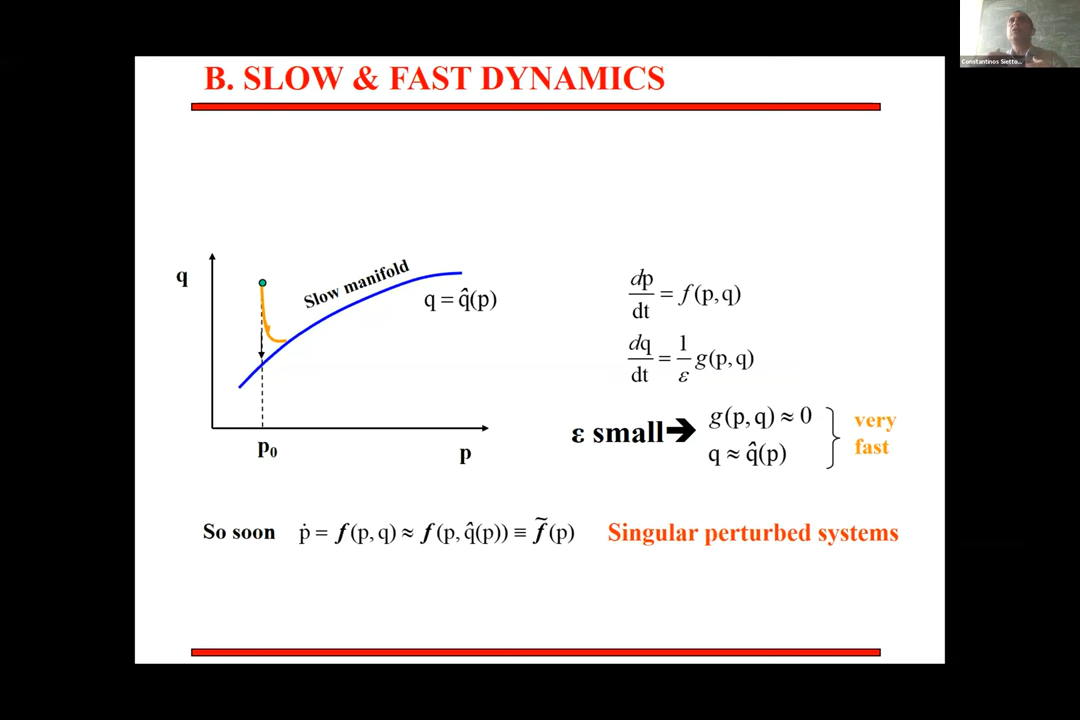 Constantinos Sietto...
B. SLOW & FAST DYNAMICS
q
Slow manifold
q = q̂(p)
p₀
p
dp/dt = f(p,q)
dq/dt = 1/ε g(p,q)
ε small➔
g(p,q) ≈ 0
q ≈ q̂(p)
very
fast
So soon ṗ = f(p,q) ≈ f(p,q̂(p)) ≡ f̃(p) Singular perturbed systems